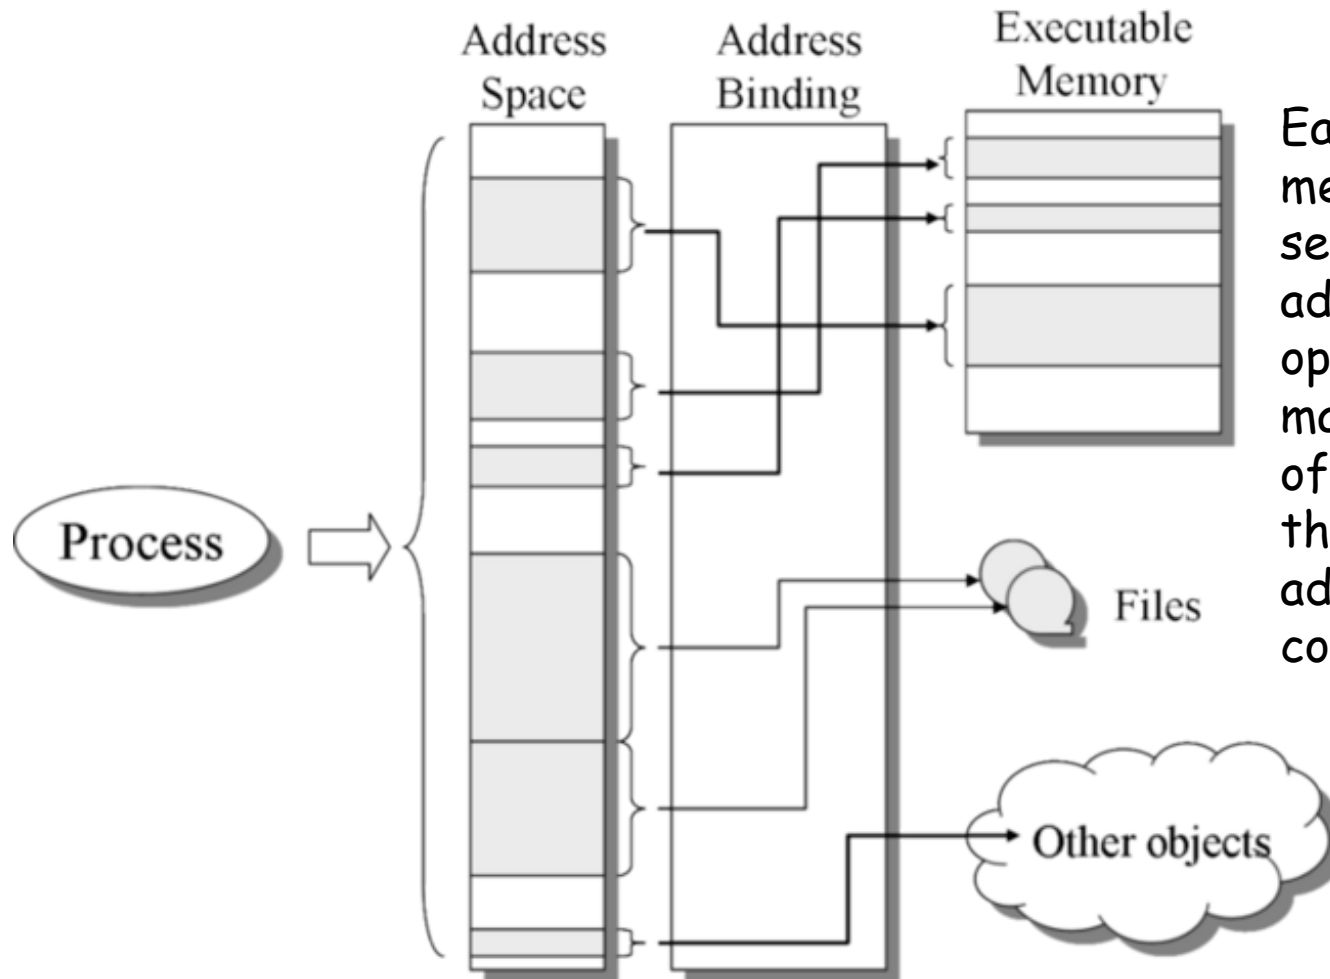 Address
Space
Address
Binding
Executable
Memory
Process
Files
Other objects
Ea
me
se
ad
op
ma
of
th
ad
co